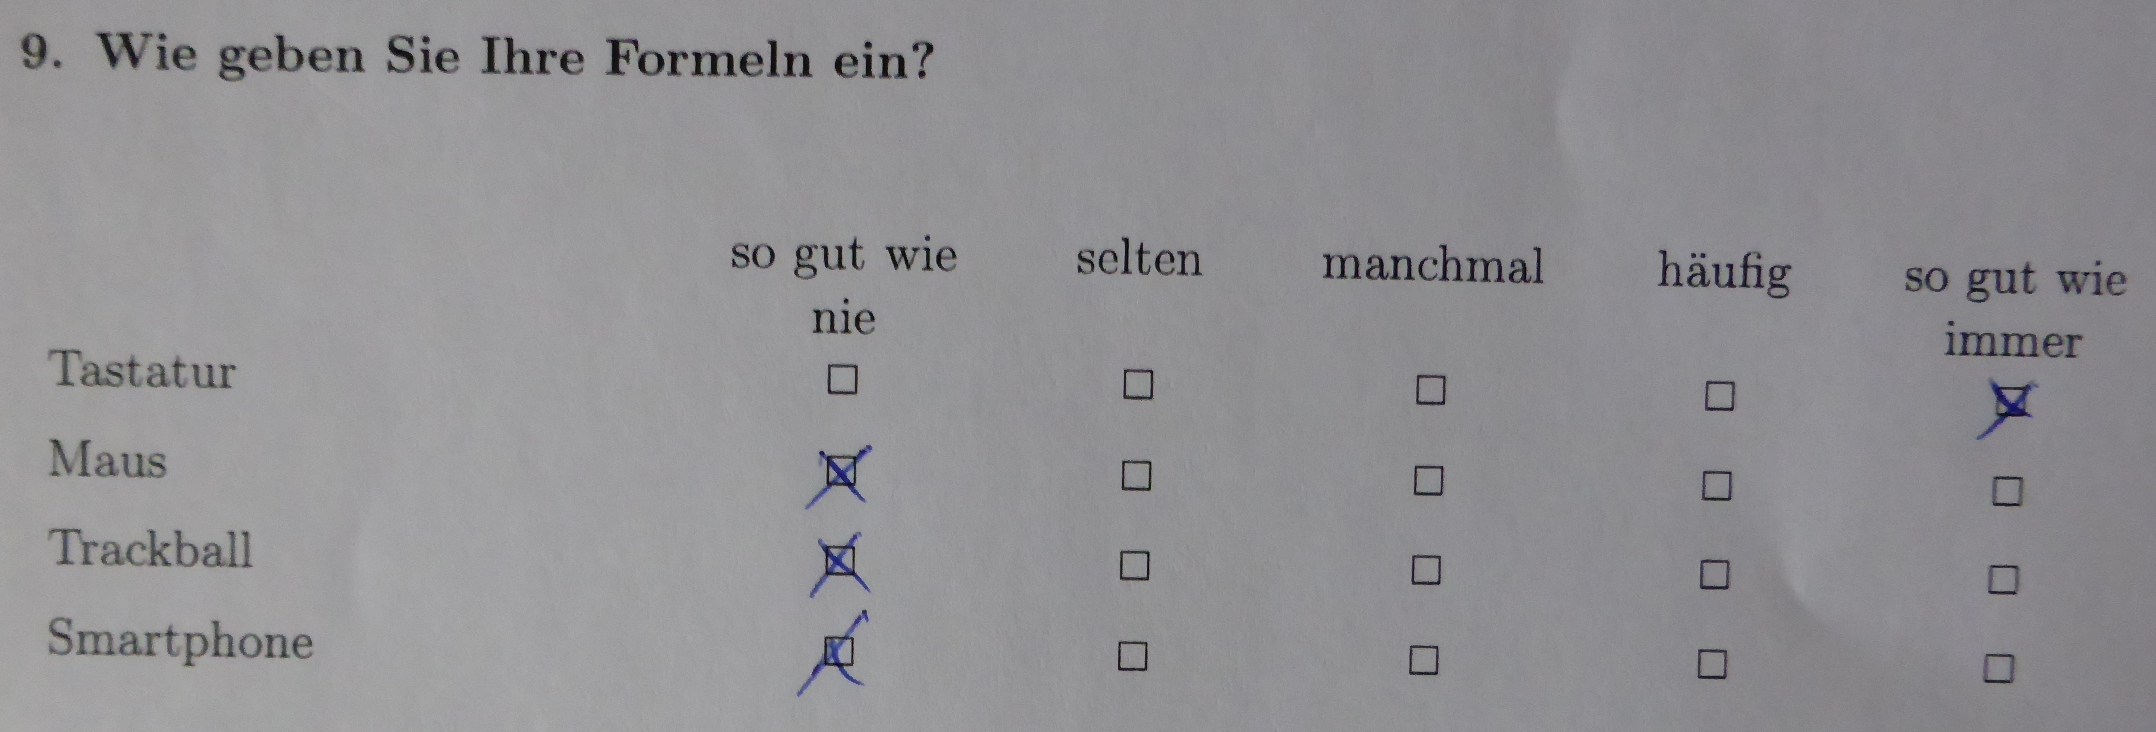 9. Wie geben Sie Ihre Formeln ein?
so gut wie nie selten manchmal häufig so gut wie immer
Tastatur ☐ ☐ ☐ ☐ ☒
Maus ☒ ☐ ☐ ☐ ☐
Trackball ☒ ☐ ☐ ☐ ☐
Smartphone ☒ ☐ ☐ ☐ ☐